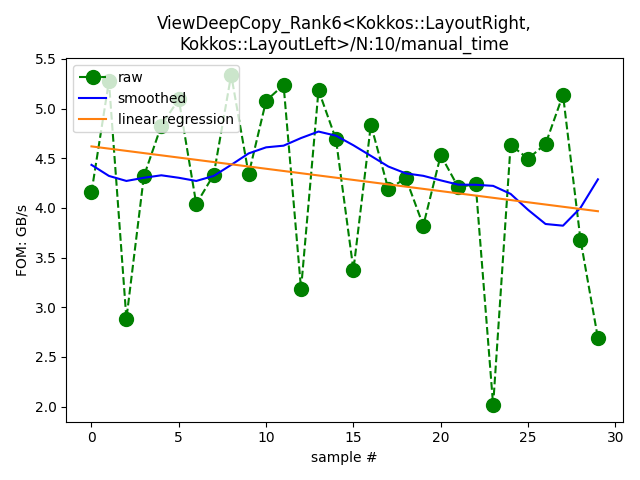 ViewDeepCopy_Rank6<Kokkos::LayoutRight,
Kokkos::LayoutLeft>/N:10/manual_time
raw
smoothed
linear regression
FOM: GB/s
5.5
5.0
4.5
4.0
3.5
3.0
2.5
2.0
0 5 10 15 20 25 30
sample #